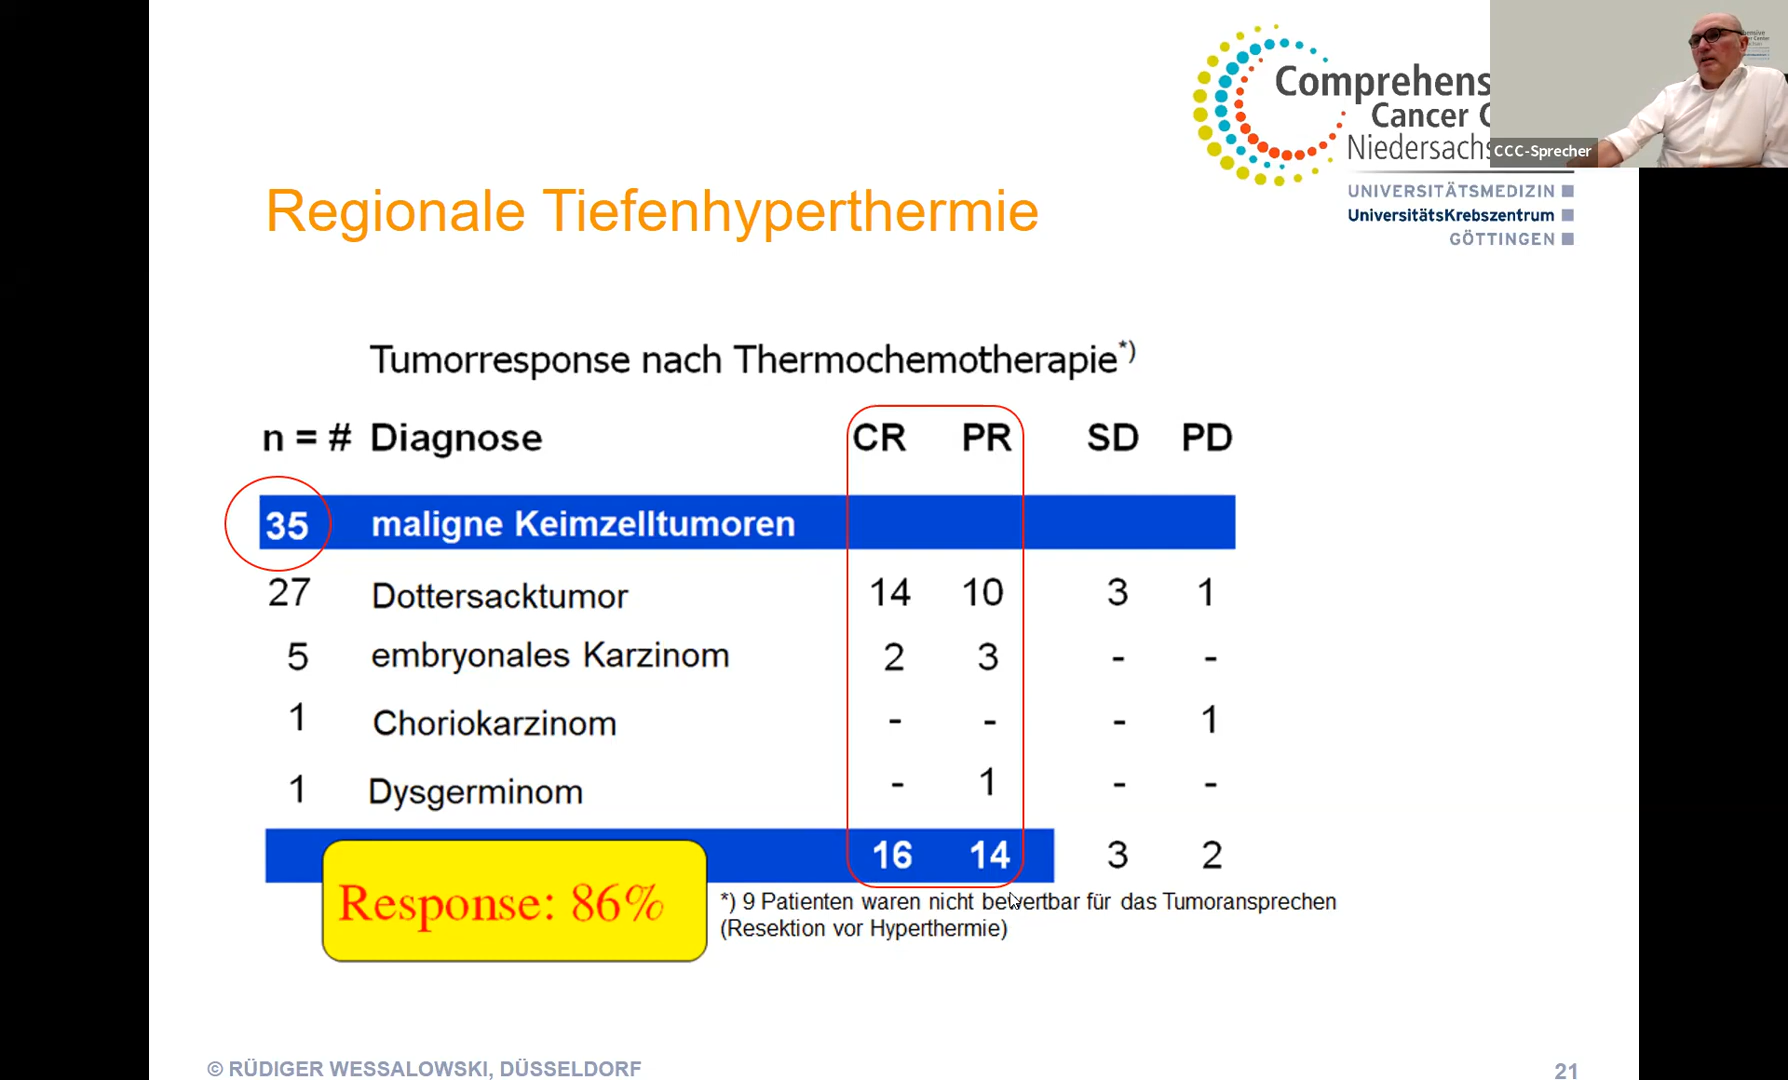 Comprehens
Cancer C
Niedersachs
CCC-Sprecher
UNIVERSITÄTSMEDIZIN
UniversitätsKrebszentrum
GÖTTINGEN
Regionale Tiefenhyperthermie
Tumorresponse nach Thermochemotherapie*)
n = # Diagnose CR PR SD PD
35 maligne Keimzelltumoren
27 Dottersacktumor 14 10 3 1
5 embryonales Karzinom 2 3 - -
1 Choriokarzinom - - - 1
1 Dysgerminom - 1 - -
16 14 3 2
Response: 86%
*) 9 Patienten waren nicht bewertbar für das Tumoransprechen
(Resektion vor Hyperthermie)
© RÜDIGER WESSALOWSKI, DÜSSELDORF
21